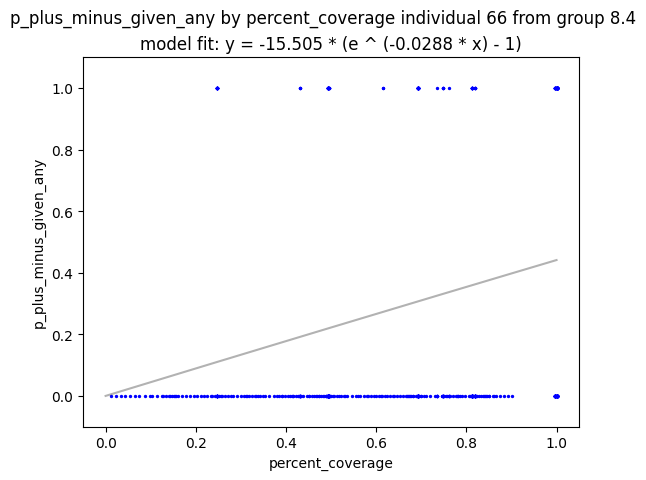 p_plus_minus_given_any by percent_coverage individual 66 from group 8.4
model fit: y = -15.505 * (e ^ (-0.0288 * x) - 1)
1.0
0.8
0.6
0.4
0.2
0.0
p_plus_minus_given_any
0.0 0.2 0.4 0.6 0.8 1.0
percent_coverage